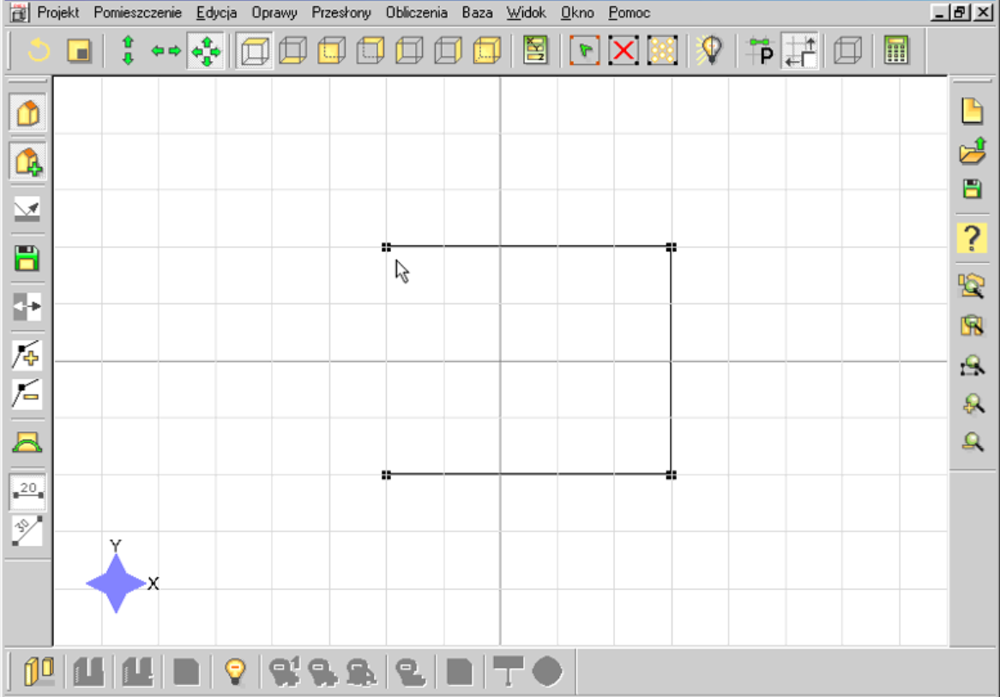 Projekt Pomieszczenie Edycja Oprawy Przesłony Obliczenia Baza Widok Okno Pomoc
P
?
20
30
Y
X